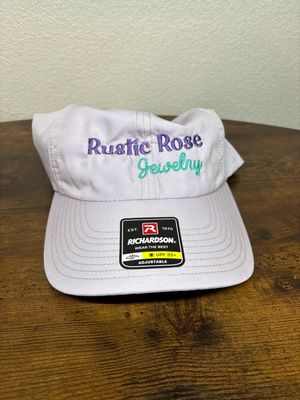 Rustic Rose
Jewelry
EST. R 1970
RICHARDSON
WEAR THE BEST
UPF 35+
ADJUSTABLE